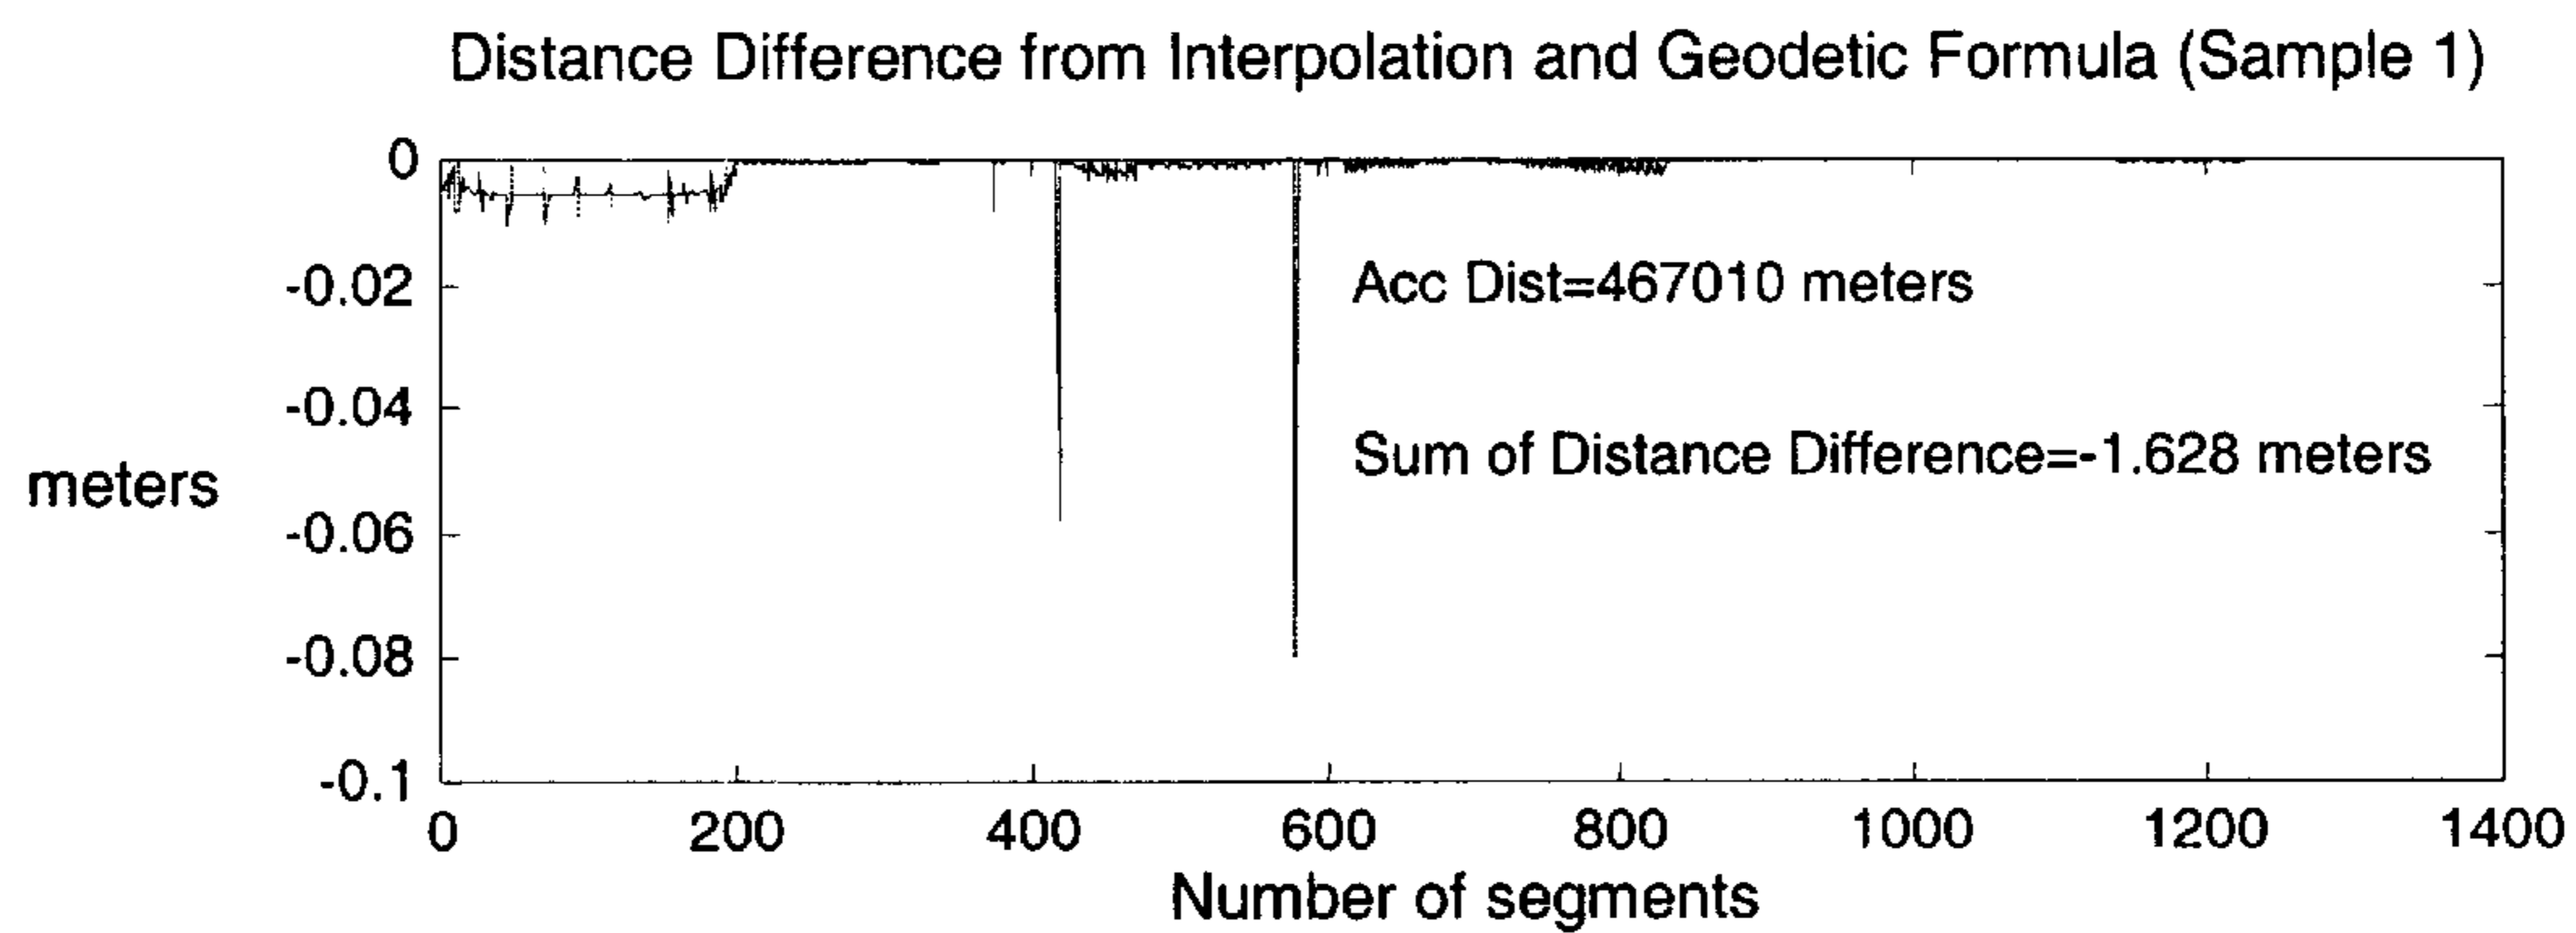 Distance Difference from Interpolation and Geodetic Formula (Sample 1)
0
-0.02
Acc Dist=467010 meters
-0.04
Sum of Distance Difference=-1.628 meters
meters
-0.06
-0.08
-0.1
0 200 400 600 800 1000 1200 1400
Number of segments